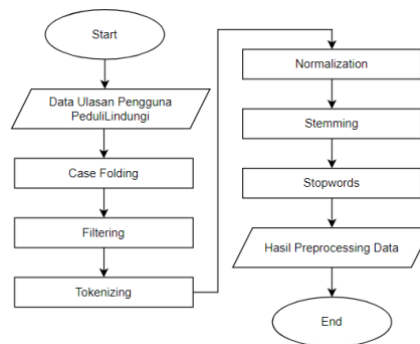 Start
Data Ulasan Pengguna
PeduliLindungi
Case Folding
Filtering
Tokenizing
Normalization
Stemming
Stopwords
Hasil Preprocessing Data
End